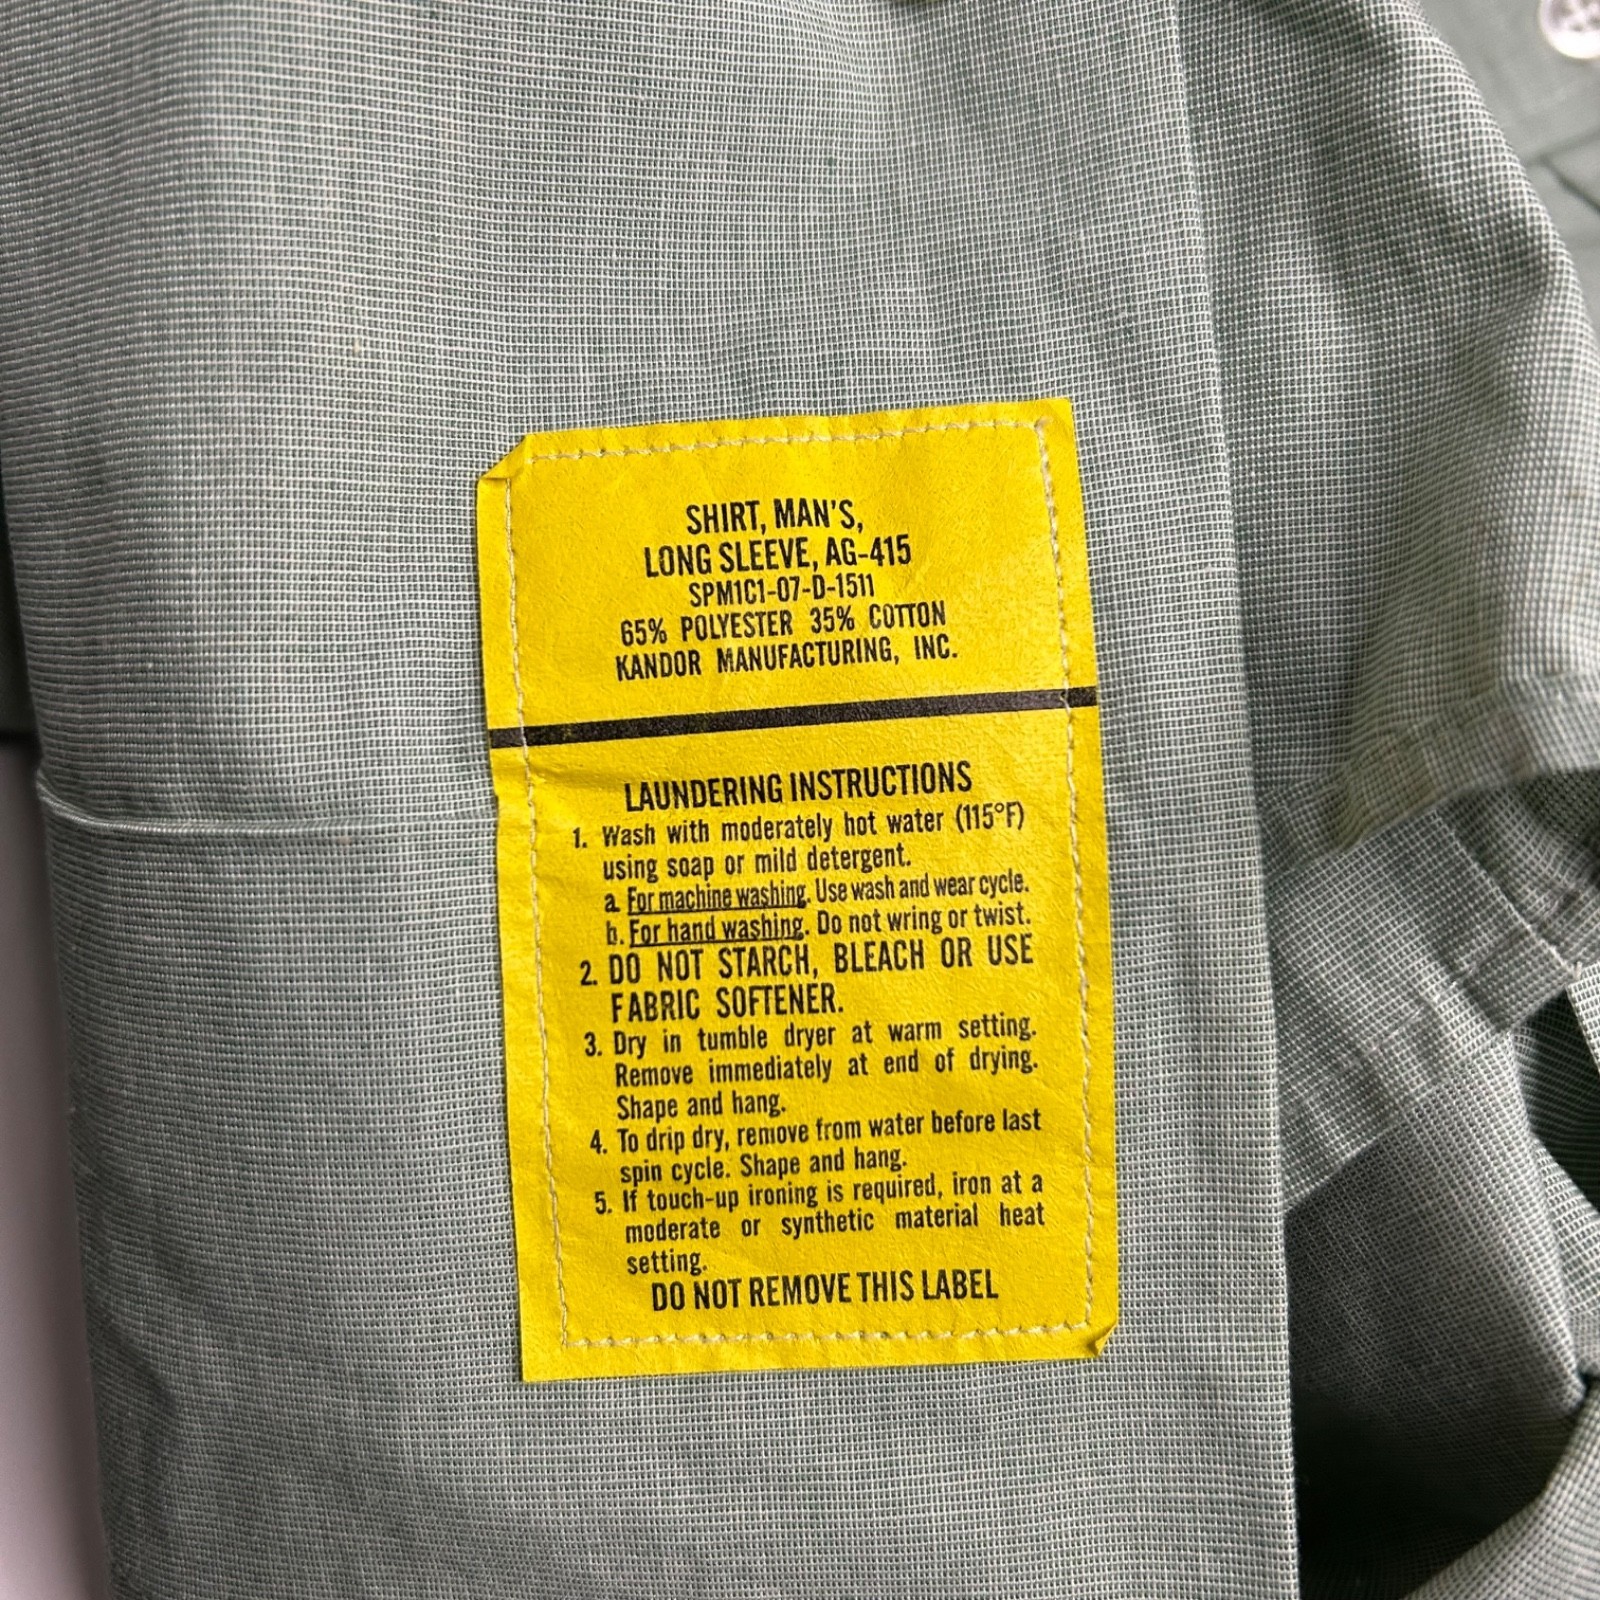 SHIRT, MAN'S,
LONG SLEEVE, AG-415
SPM1C1-07-D-1511
65% POLYESTER 35% COTTON
KANDOR MANUFACTURING, INC.
LAUNDERING INSTRUCTIONS
1. Wash with moderately hot water (115°F)
using soap or mild detergent.
a. For machine washing. Use wash and wear cycle.
b. For hand washing. Do not wring or twist.
2. DO NOT STARCH, BLEACH OR USE
FABRIC SOFTENER.
3. Dry in tumble dryer at warm setting.
Remove immediately at end of drying.
Shape and hang.
4. To drip dry, remove from water before last
spin cycle. Shape and hang.
5. If touch-up ironing is required, iron at a
moderate or synthetic material heat
setting.
DO NOT REMOVE THIS LABEL